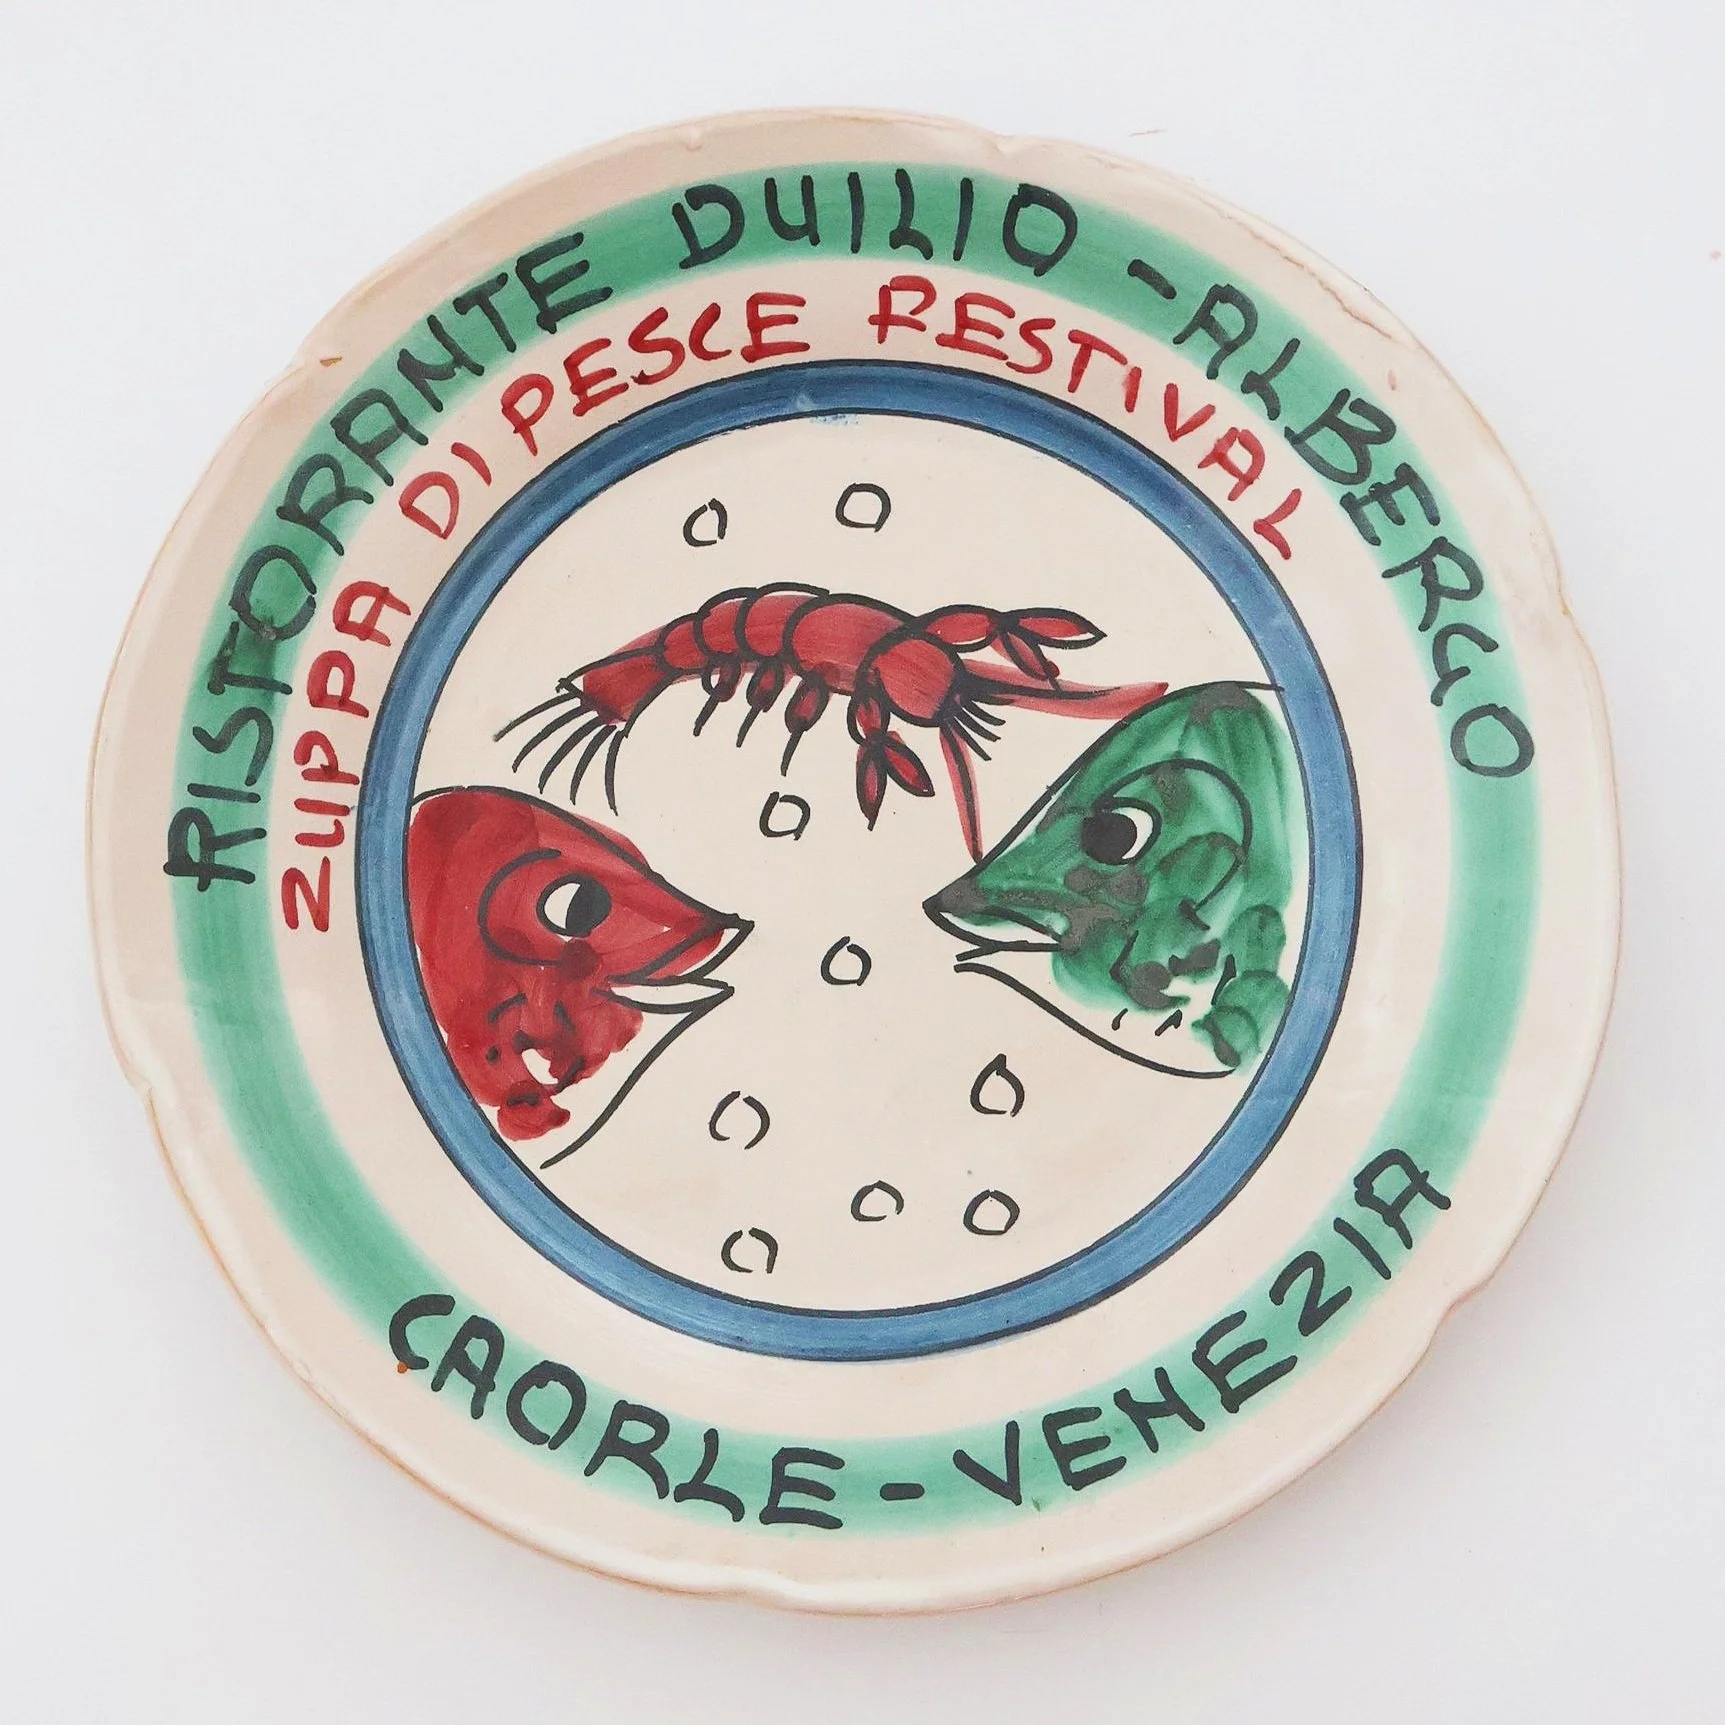 RISTORANTE DUILIO - ALBERGO
ZUPPA DI PESCE FESTIVAL
CAORLE - VENEZIA